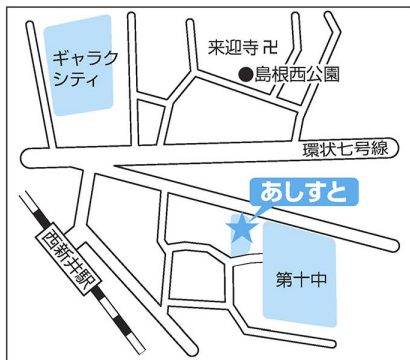 ギャラク
シティ
来迎寺卍
●島根西公園
環状七号線
あしすと
西新井駅
第十中